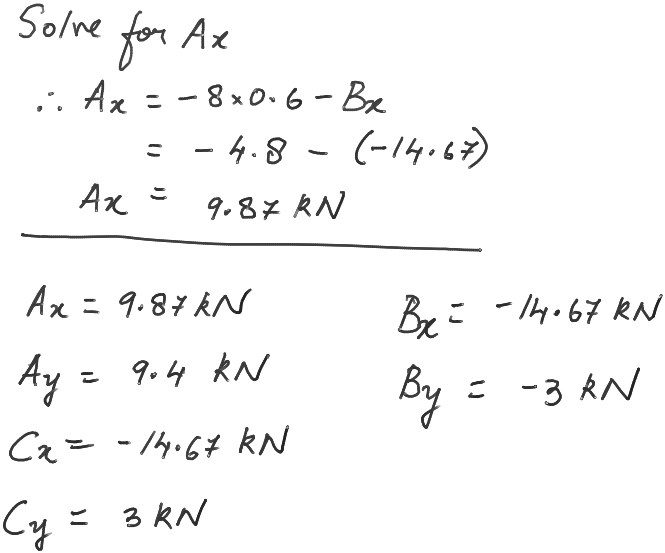 Solve for Ax
∴ Ax = - 8×0.6 - Bx
= - 4.8 - (-14.67)
Ax = 9.87 kN
Ax = 9.87 kN
Bx = -14.67 kN
Ay = 9.4 kN
By = -3 kN
Cx = -14.67 kN
Cy = 3 kN